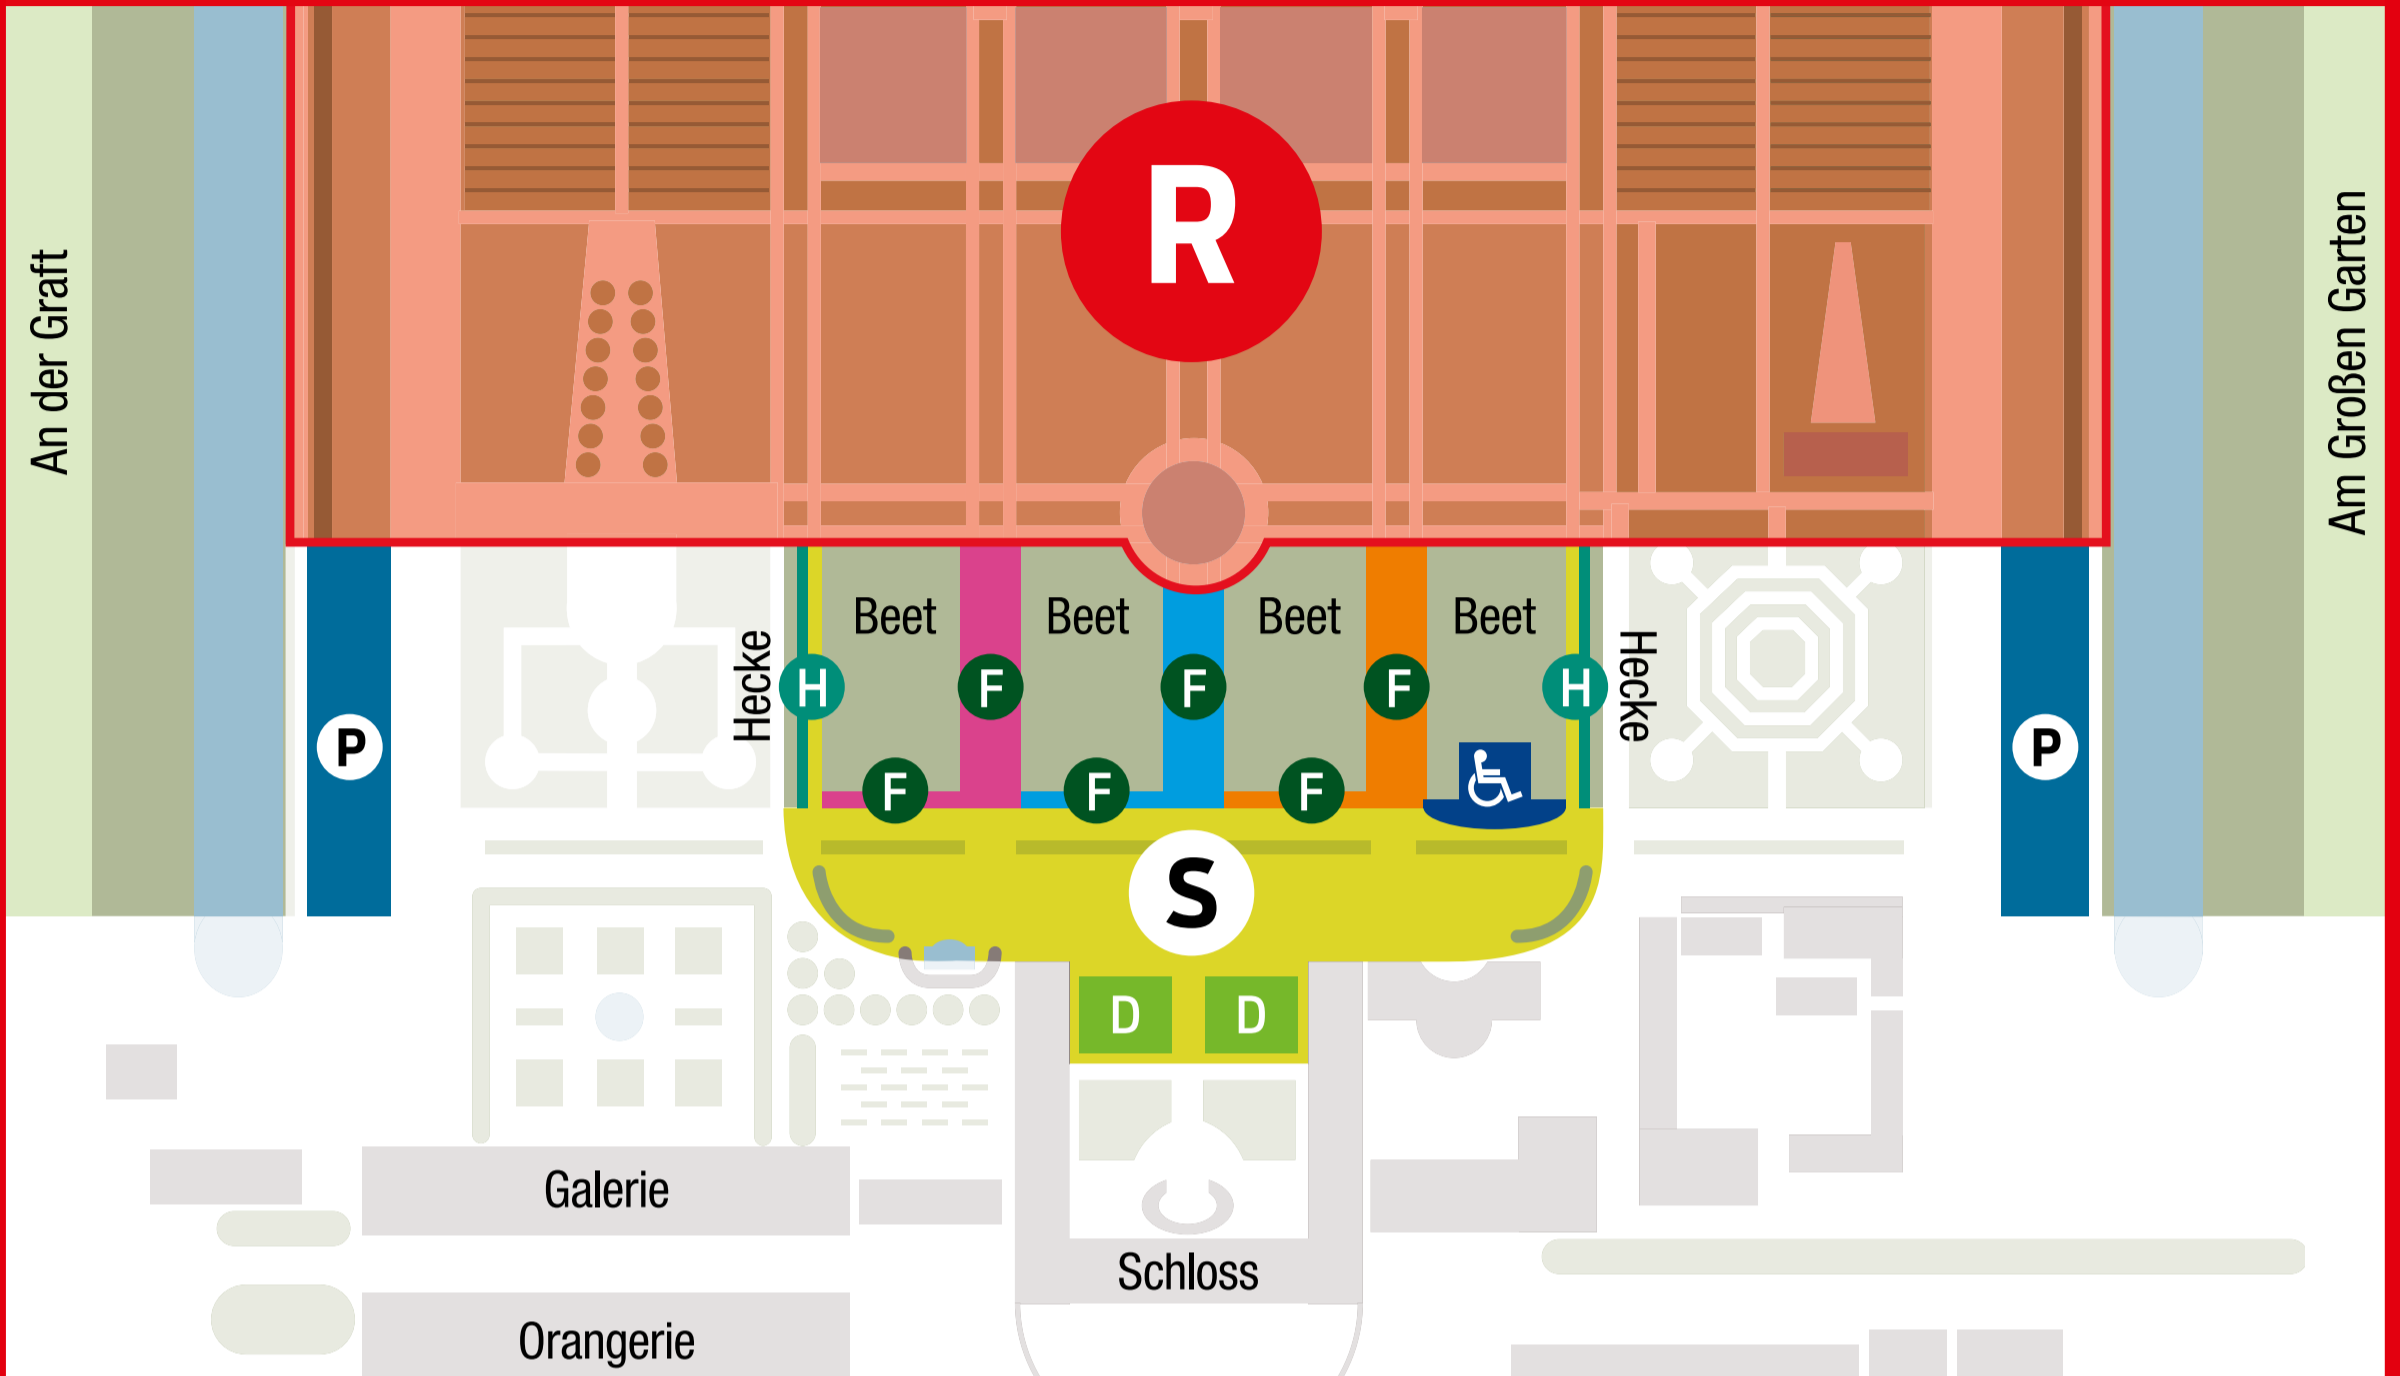 R
An der Graft
Am Großen Garten
Beet
Beet
Beet
Beet
Hecke
H
F
F
F
H
Hecke
P
P
F
F
F
S
D
D
Galerie
Schloss
Orangerie